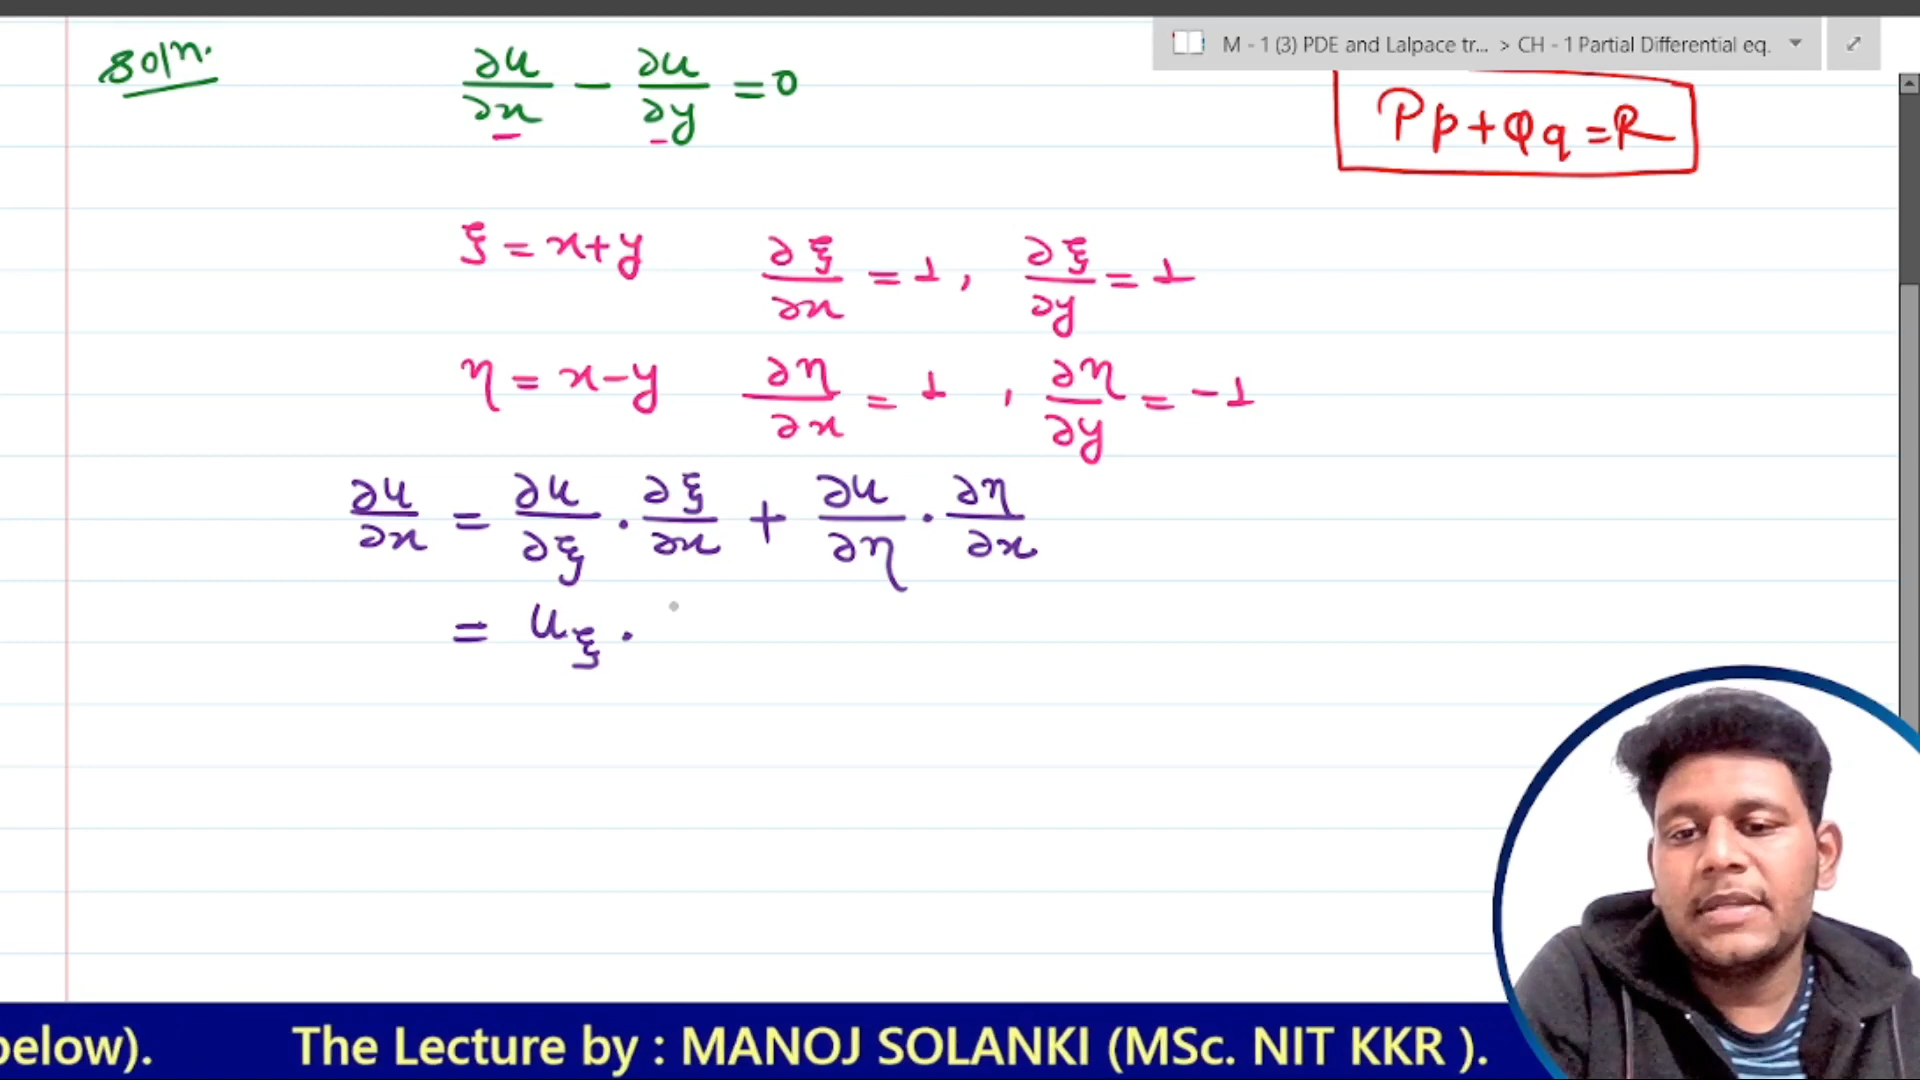 M - 1 (3) PDE and Lalpace tr... > CH - 1 Partial Differential eq.
Solⁿ. ∂u/∂x − ∂u/∂y = 0
Pp + Qq = R
ξ = x+y ∂ξ/∂x = 1, ∂ξ/∂y = 1
η = x−y ∂η/∂x = 1, ∂η/∂y = −1
∂u/∂x = ∂u/∂ξ · ∂ξ/∂x + ∂u/∂η · ∂η/∂x
= u_ξ ·
below). The Lecture by : MANOJ SOLANKI (MSc. NIT KKR ).